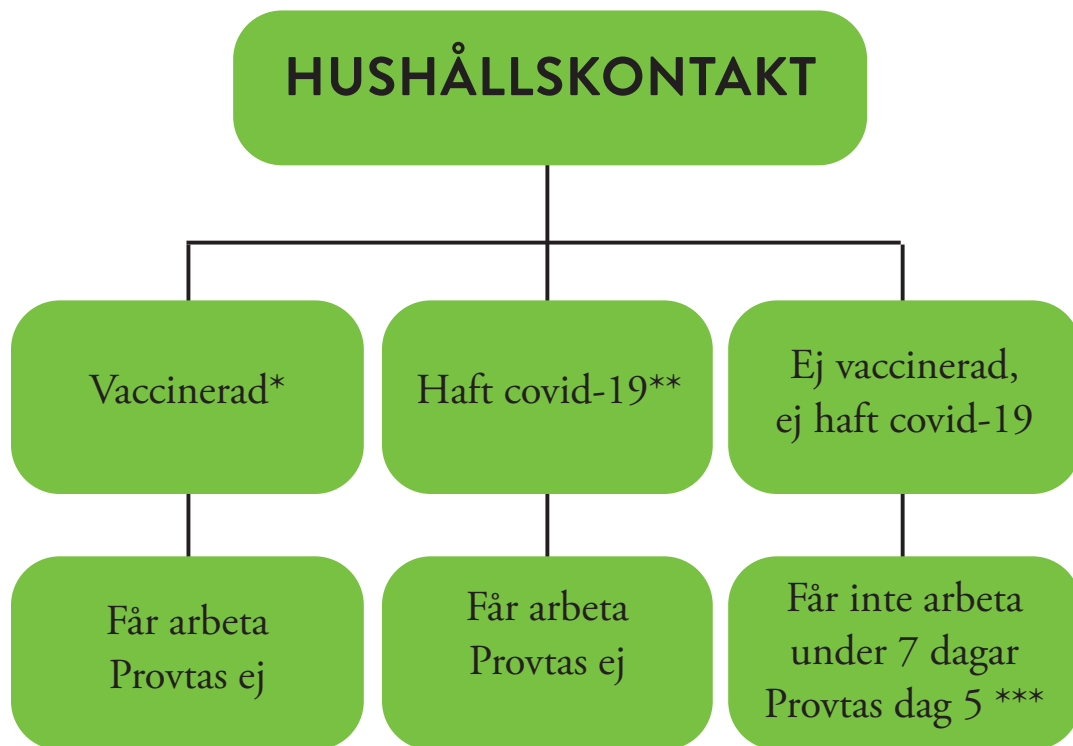 HUSHÅLLSKONTAKT
Vaccinerad*
Haft covid-19**
Ej vaccinerad,
ej haft covid-19
Får arbeta
Provtas ej
Får arbeta
Provtas ej
Får inte arbeta
under 7 dagar
Provtas dag 5 ***